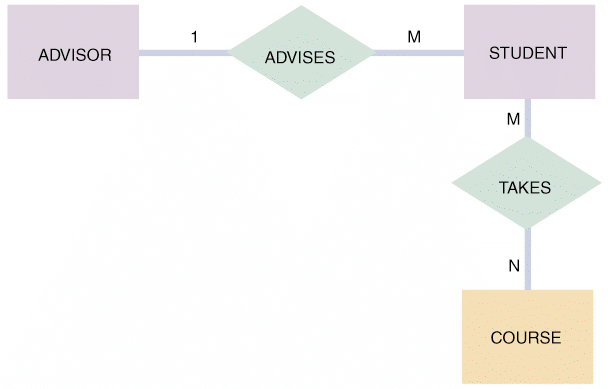 ADVISOR
1
ADVISES
M
STUDENT
M
TAKES
N
COURSE